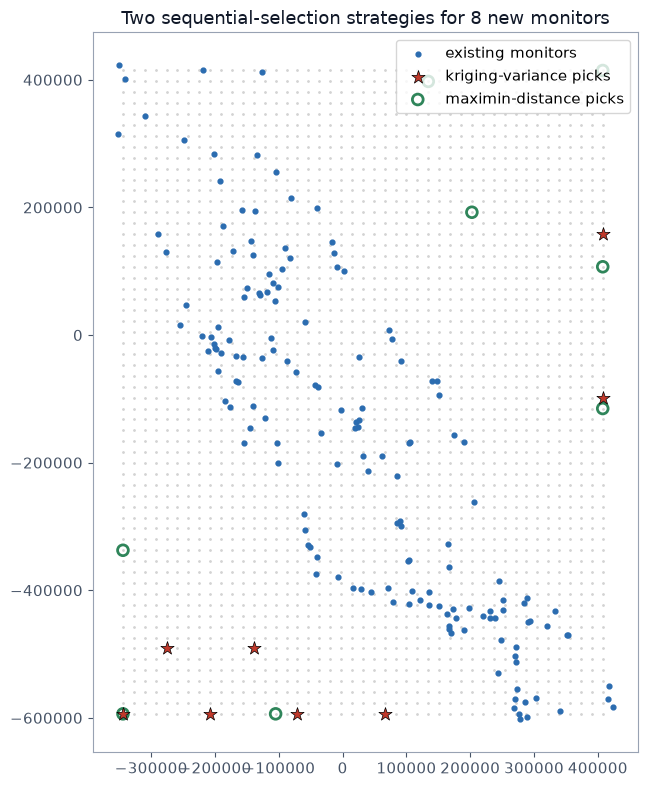 Two sequential-selection strategies for 8 new monitors
existing monitors
kriging-variance picks
maximin-distance picks
400000
200000
0
−200000
−400000
−600000
−300000 −200000 −100000 0 100000 200000 300000 400000